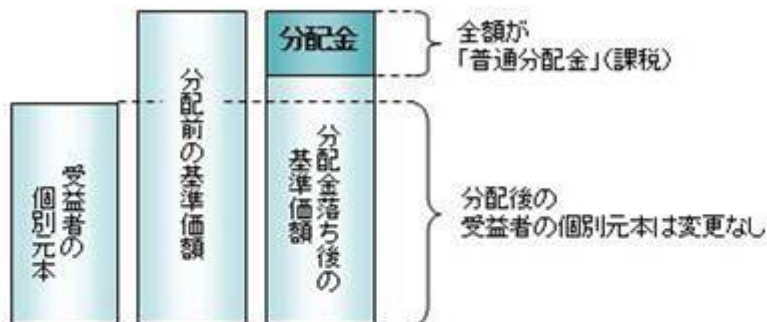 受益者の
個別元本
分配前の基準価額
分配金
分配金落ち後の
基準価額
全額が
「普通分配金」(課税)
分配後の
受益者の個別元本は変更なし